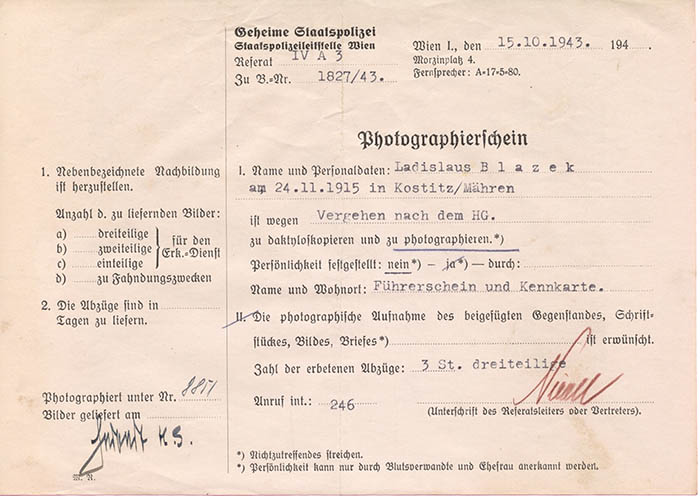 Geheime Staatspolizei
Staatspolizeileitstelle Wien
Referat IV A 3
Zu B.=Nr. 1827/43.
Wien I., den 15.10.1943. 194
Morzinplatz 4.
Fernsprecher: A=17=5=80.
Photographierschein
1. Nebenbezeichnete Nachbildung
ist herzustellen.
Anzahl d. zu liefernden Bilder:
a) dreiteilige
b) zweiteilige
c) einteilige
für den
Erk.=Dienst
d) zu Fahndungszwecken
2. Die Abzüge sind in
Tagen zu liefern.
Photographiert unter Nr. 8851
Bilder geliefert am
M. N.
I. Name und Personaldaten: Ladislaus B l a z e k
am 24.11.1915 in Kostitz/Mähren
ist wegen Vergehen nach dem HG.
zu daktyloskopieren und zu photographieren.*)
Persönlichkeit festgestellt: nein*) – ja*) – durch:
Name und Wohnort: Führerschein und Kennkarte.
II. Die photographische Aufnahme des beigefügten Gegenstandes, Schrift=
stückes, Bildes, Briefes*) ist erwünscht.
Zahl der erbetenen Abzüge: 3 St. dreiteilige
Anruf int.: 246
(Unterschrift des Referatsleiters oder Vertreters).
*) Nichtzutreffendes streichen.
*) Persönlichkeit kann nur durch Blutsverwandte und Ehefrau anerkannt werden.